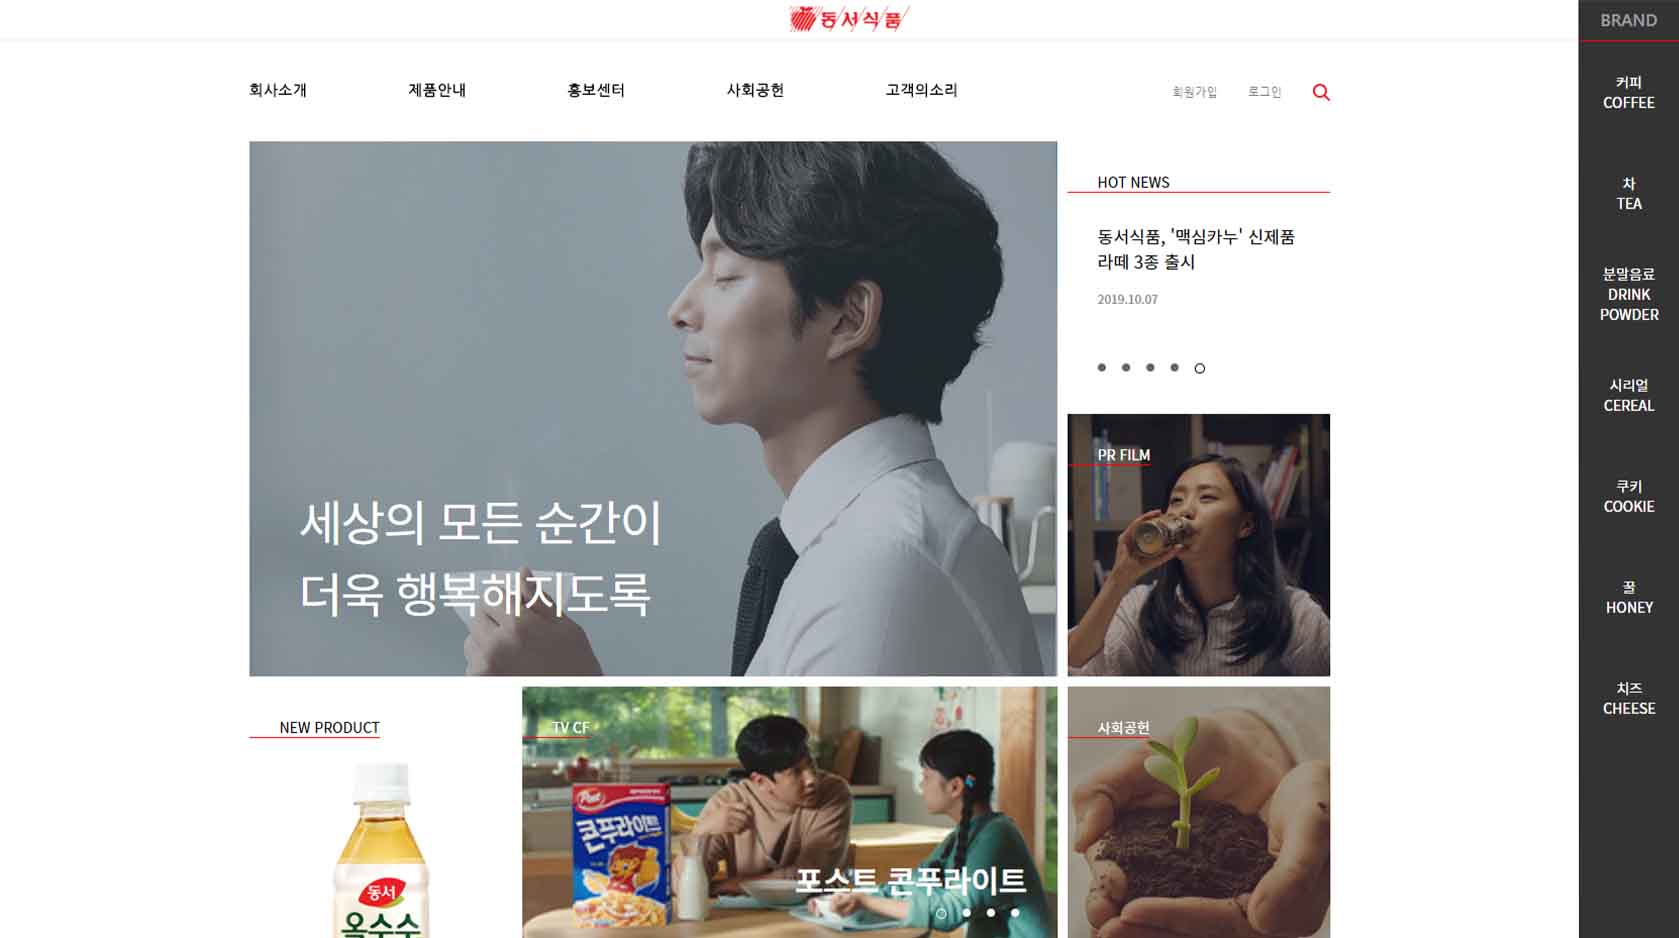 동서식품
BRAND
회사소개
제품안내
홍보센터
사회공헌
고객의소리
회원가입
로그인
세상의 모든 순간이
더욱 행복해지도록
HOT NEWS
동서식품, '맥심카누' 신제품
라떼 3종 출시
2019.10.07
PR FILM
NEW PRODUCT
동서
옥수수
TV CF
Post
콘푸라이트
포스트 콘푸라이트
사회공헌
커피
COFFEE
차
TEA
분말음료
DRINK
POWDER
시리얼
CEREAL
쿠키
COOKIE
꿀
HONEY
치즈
CHEESE